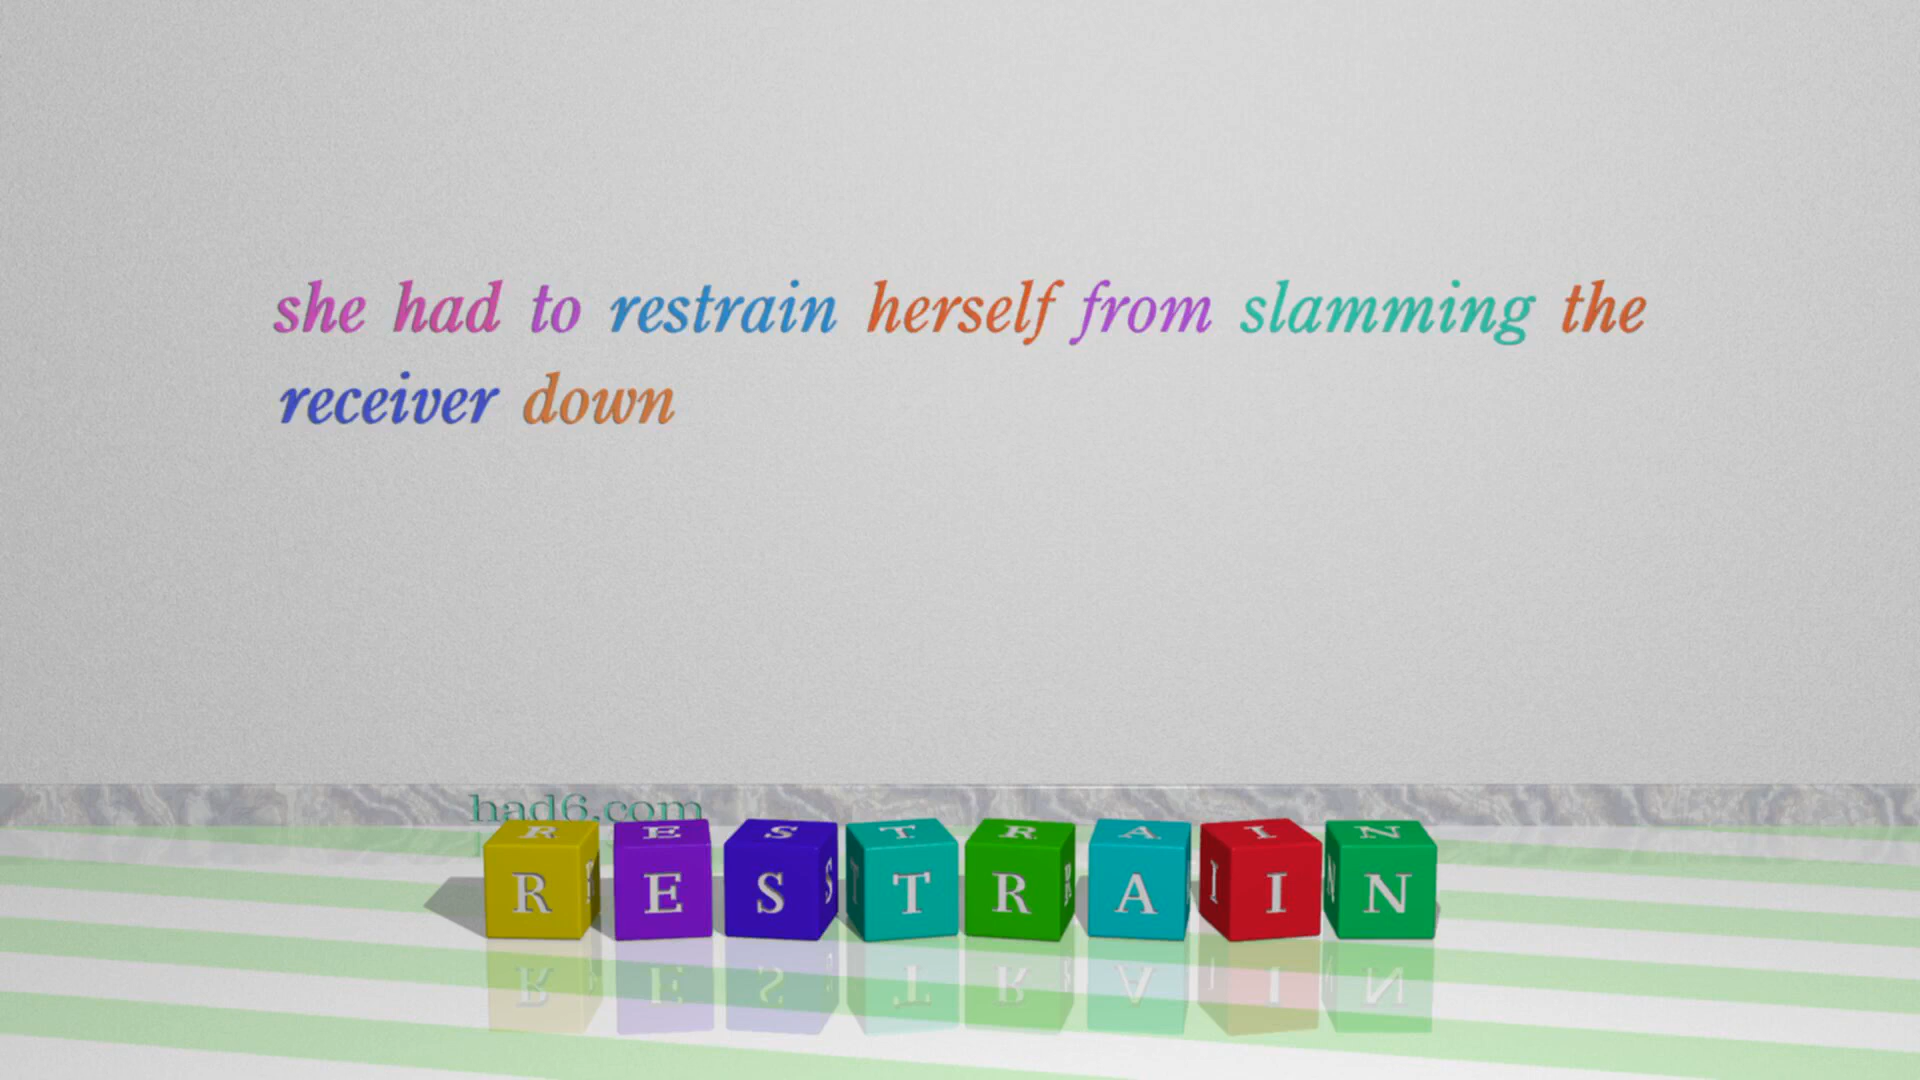 she had to restrain herself from slamming the
receiver down
had6.com
RESTRAIN